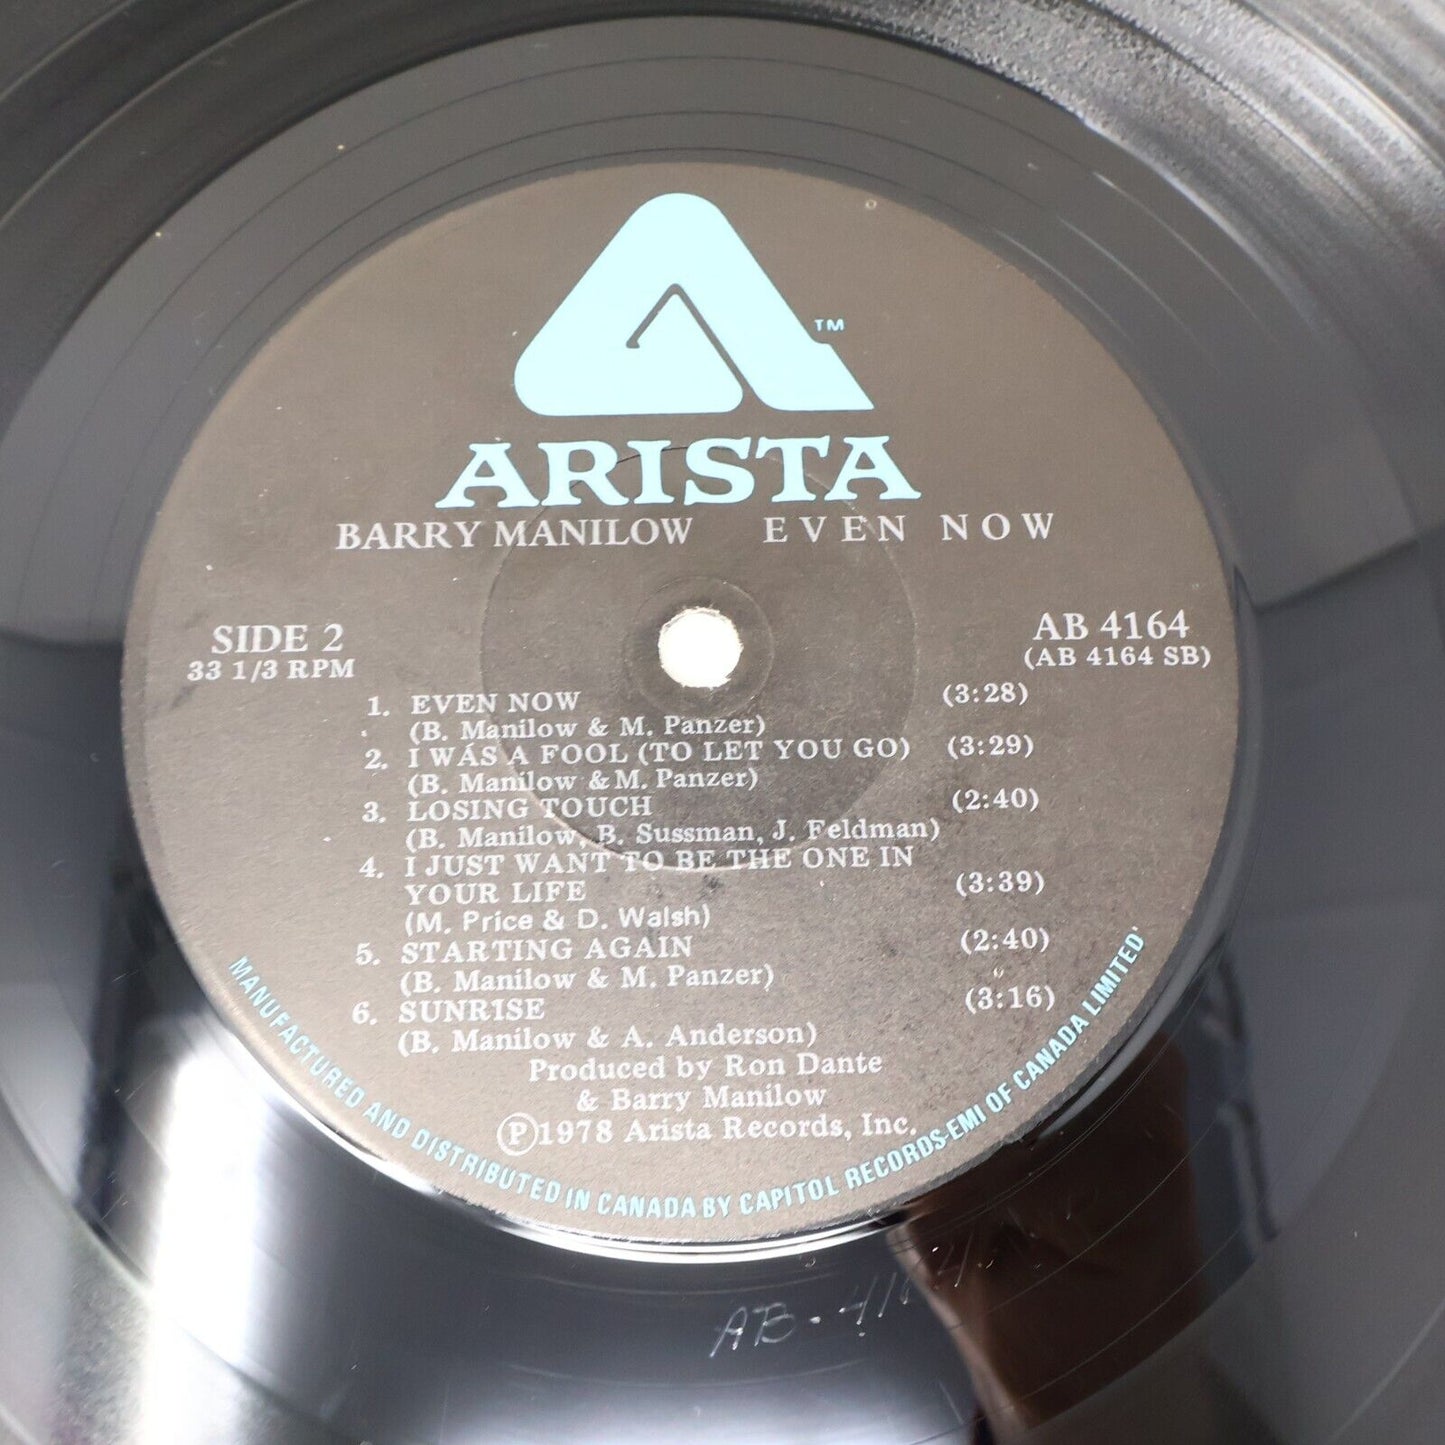 TM
ARISTA
BARRY MANILOW EVEN NOW
SIDE 2
33 1/3 RPM
AB 4164
(AB 4164 SB)
1. EVEN NOW (3:28)
(B. Manilow & M. Panzer)
2. I WAS A FOOL (TO LET YOU GO) (3:29)
(B. Manilow & M. Panzer)
3. LOSING TOUCH (2:40)
(B. Manilow, B. Sussman, J. Feldman)
4. I JUST WANT TO BE THE ONE IN
YOUR LIFE (3:39)
(M. Price & D. Walsh)
5. STARTING AGAIN (2:40)
(B. Manilow & M. Panzer)
6. SUNRISE (3:16)
(B. Manilow & A. Anderson)
Produced by Ron Dante
& Barry Manilow
Ⓟ1978 Arista Records, Inc.
MANUFACTURED AND DISTRIBUTED IN CANADA BY CAPITOL RECORDS-EMI OF CANADA LIMITED
AB-4164